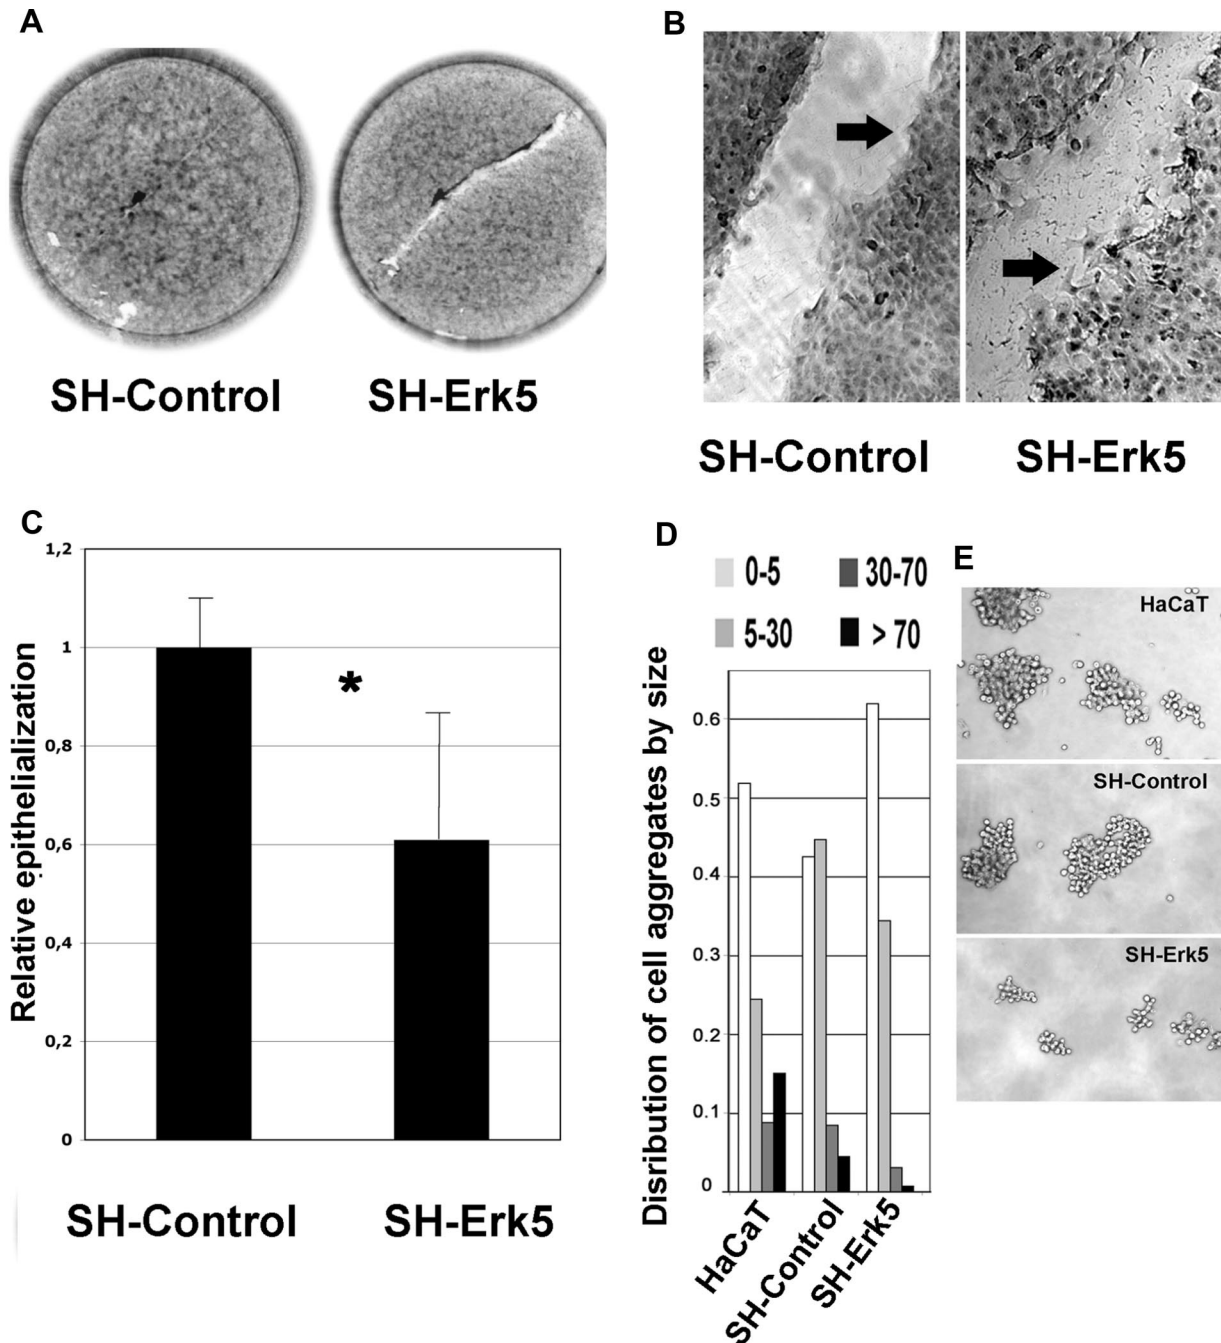 A
SH-Control SH-Erk5
B
SH-Control SH-Erk5
C
Relative epithelialization
1,2
1
0,8
0,6
0,4
0,2
0
*
SH-Control SH-Erk5
D
0-5 30-70
5-30 > 70
Disribution of cell aggregates by size
0.6
0.5
0.4
0.3
0.2
0.1
0
HaCaT
SH-Control
SH-Erk5
E
HaCaT
SH-Control
SH-Erk5